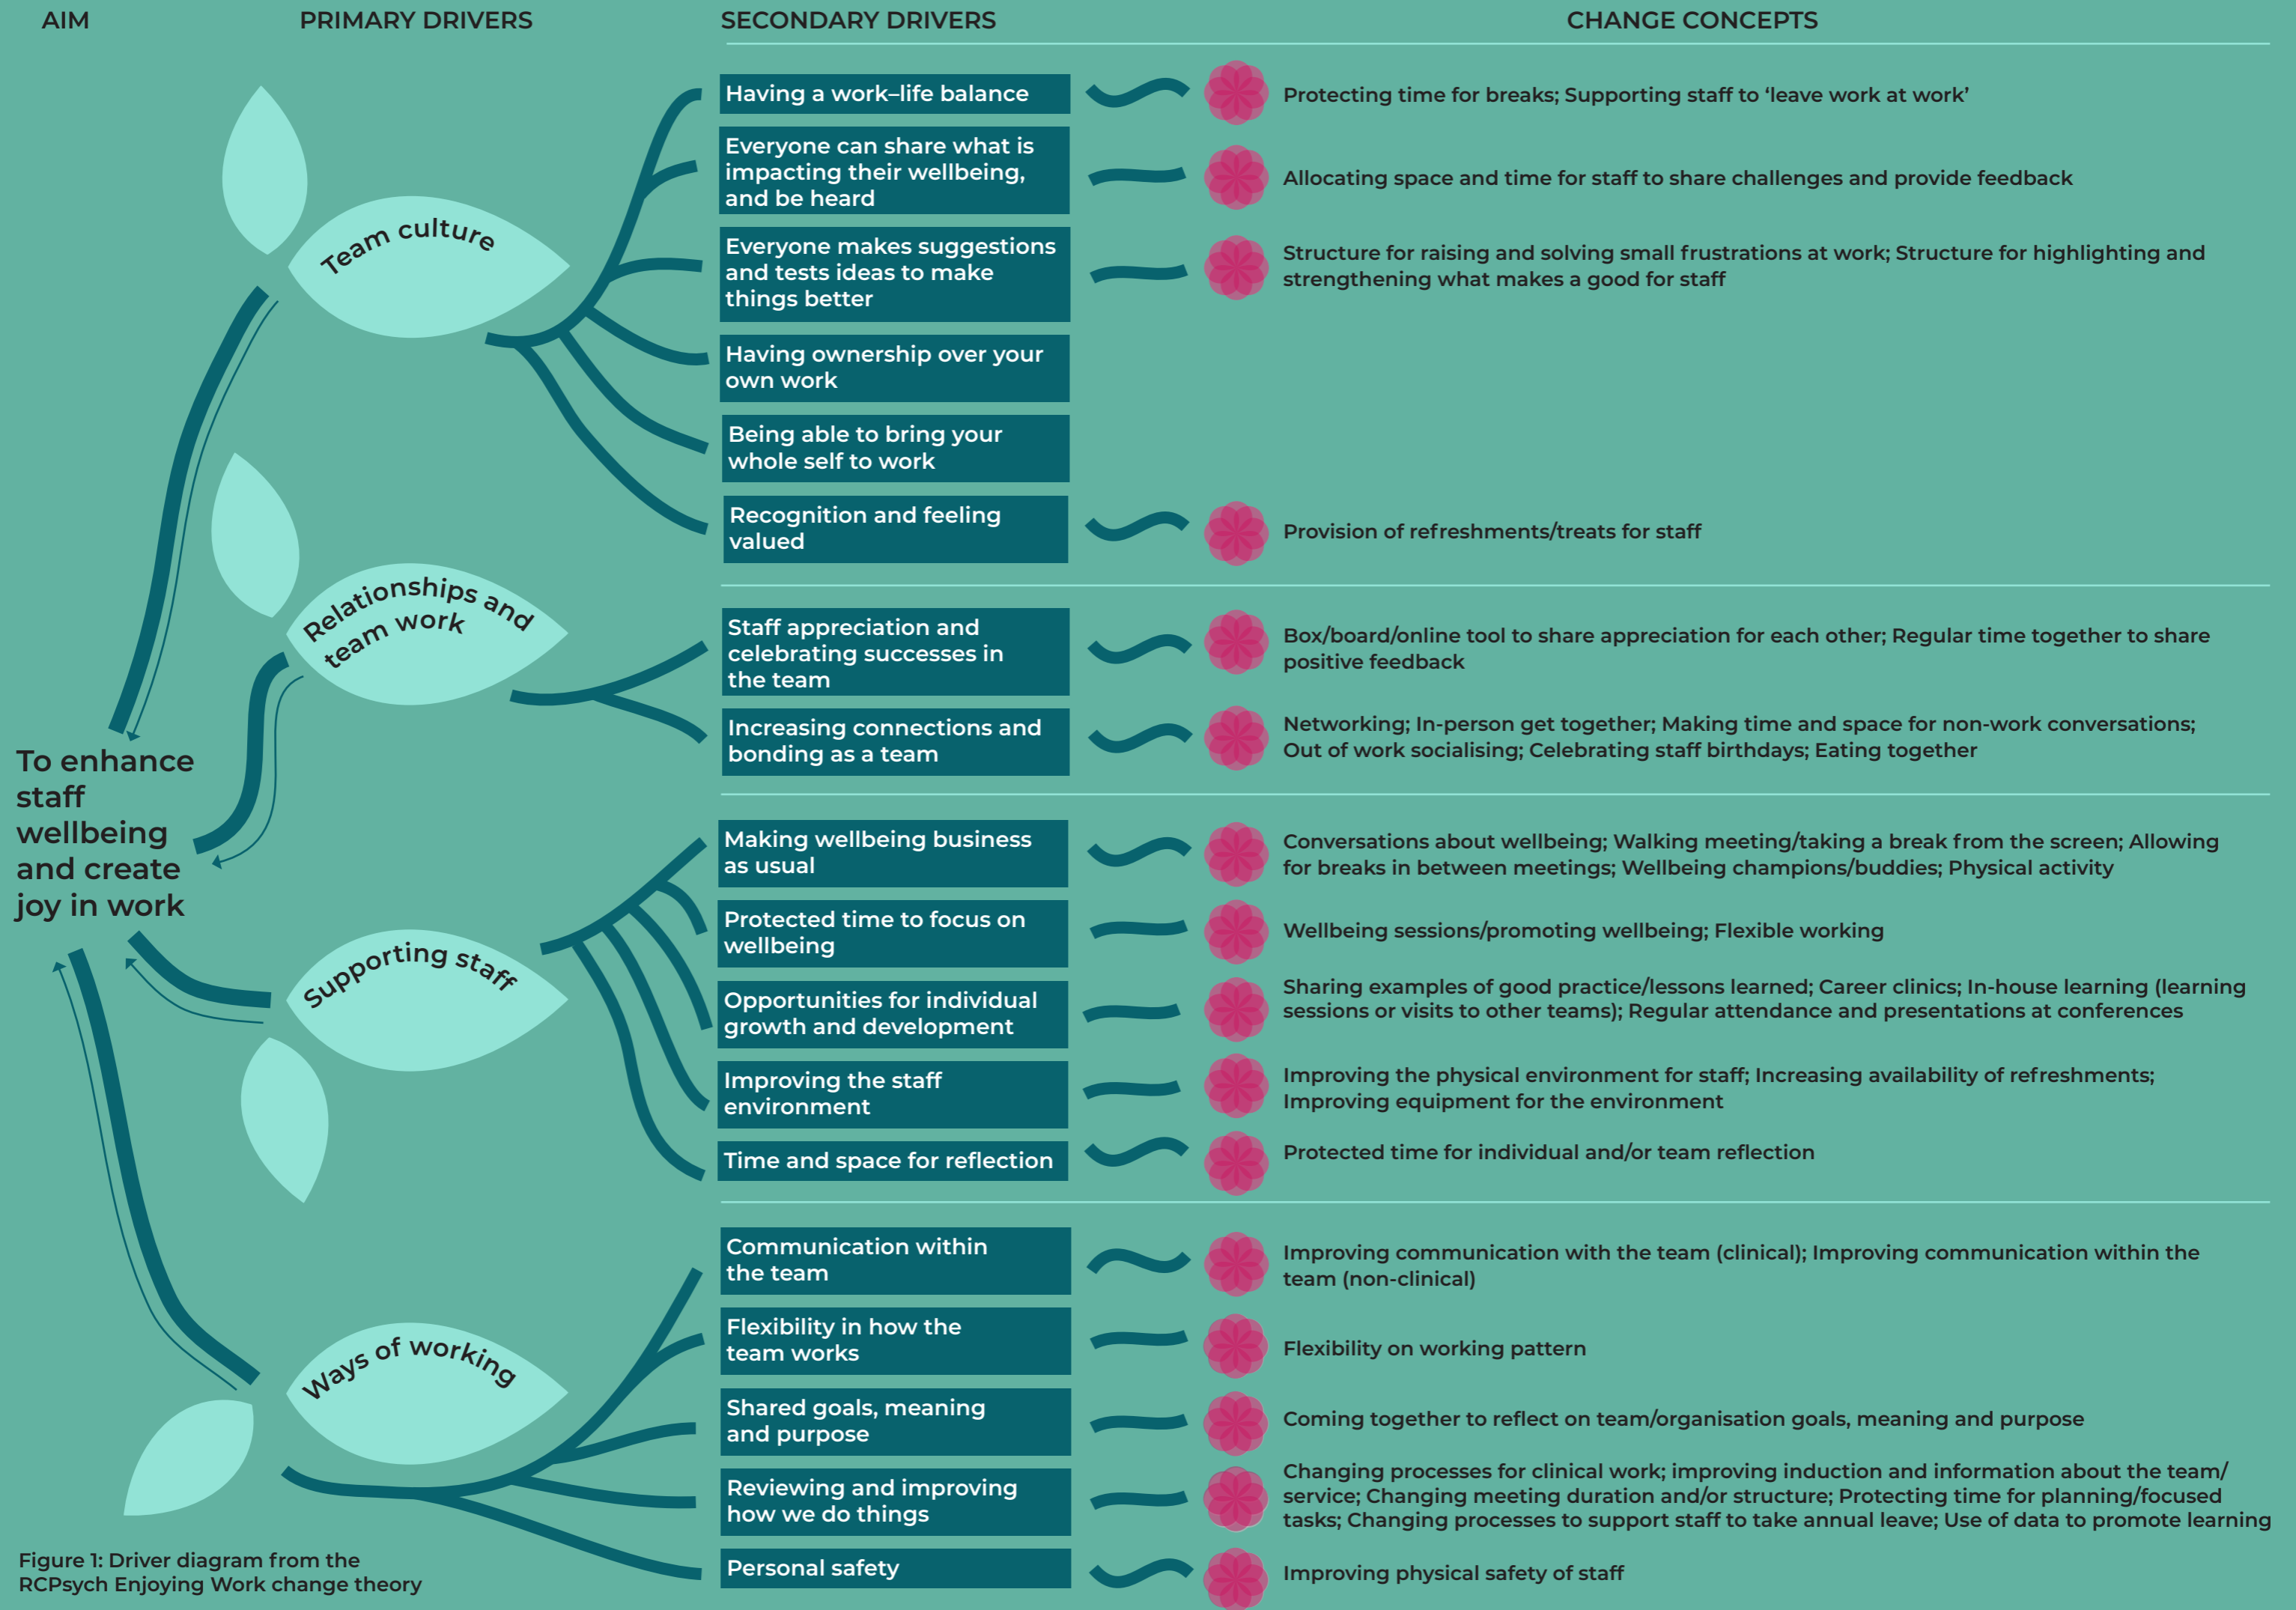 AIM
PRIMARY DRIVERS
SECONDARY DRIVERS
CHANGE CONCEPTS
To enhance
staff
wellbeing
and create
joy in work
Team culture
Having a work–life balance
Protecting time for breaks; Supporting staff to ‘leave work at work’
Everyone can share what is
impacting their wellbeing,
and be heard
Allocating space and time for staff to share challenges and provide feedback
Everyone makes suggestions
and tests ideas to make
things better
Structure for raising and solving small frustrations at work; Structure for highlighting and
strengthening what makes a good for staff
Having ownership over your
own work
Being able to bring your
whole self to work
Recognition and feeling
valued
Provision of refreshments/treats for staff
Relationships and
team work
Staff appreciation and
celebrating successes in
the team
Box/board/online tool to share appreciation for each other; Regular time together to share
positive feedback
Increasing connections and
bonding as a team
Networking; In-person get together; Making time and space for non-work conversations;
Out of work socialising; Celebrating staff birthdays; Eating together
Supporting staff
Making wellbeing business
as usual
Conversations about wellbeing; Walking meeting/taking a break from the screen; Allowing
for breaks in between meetings; Wellbeing champions/buddies; Physical activity
Protected time to focus on
wellbeing
Wellbeing sessions/promoting wellbeing; Flexible working
Opportunities for individual
growth and development
Sharing examples of good practice/lessons learned; Career clinics; In-house learning (learning
sessions or visits to other teams); Regular attendance and presentations at conferences
Improving the staff
environment
Improving the physical environment for staff; Increasing availability of refreshments;
Improving equipment for the environment
Time and space for reflection
Protected time for individual and/or team reflection
Ways of working
Communication within
the team
Improving communication with the team (clinical); Improving communication within the
team (non-clinical)
Flexibility in how the
team works
Flexibility on working pattern
Shared goals, meaning
and purpose
Coming together to reflect on team/organisation goals, meaning and purpose
Reviewing and improving
how we do things
Changing processes for clinical work; improving induction and information about the team/
service; Changing meeting duration and/or structure; Protecting time for planning/focused
tasks; Changing processes to support staff to take annual leave; Use of data to promote learning
Personal safety
Improving physical safety of staff
Figure 1: Driver diagram from the
RCPsych Enjoying Work change theory